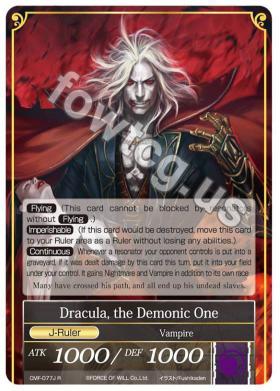 fowtcg.us
Flying (This card cannot be blocked by resonators
without Flying.)
Imperishable (If this card would be destroyed, move this card
to your Ruler area as a Ruler without losing any abilities.)
Continuous Whenever a resonator your opponent controls is put into a
graveyard, if it was dealt damage by this card this turn, put it into your field
under your control. It gains Nightmare and Vampire in addition to its own race.
Many have crossed his path, and all end up his undead slaves.
Dracula, the Demonic One
J-Ruler Vampire
ATK 1000 / DEF 1000
CMF-077J R ©FORCE OF WILL Co.,Ltd. イラスト/Fushikaden